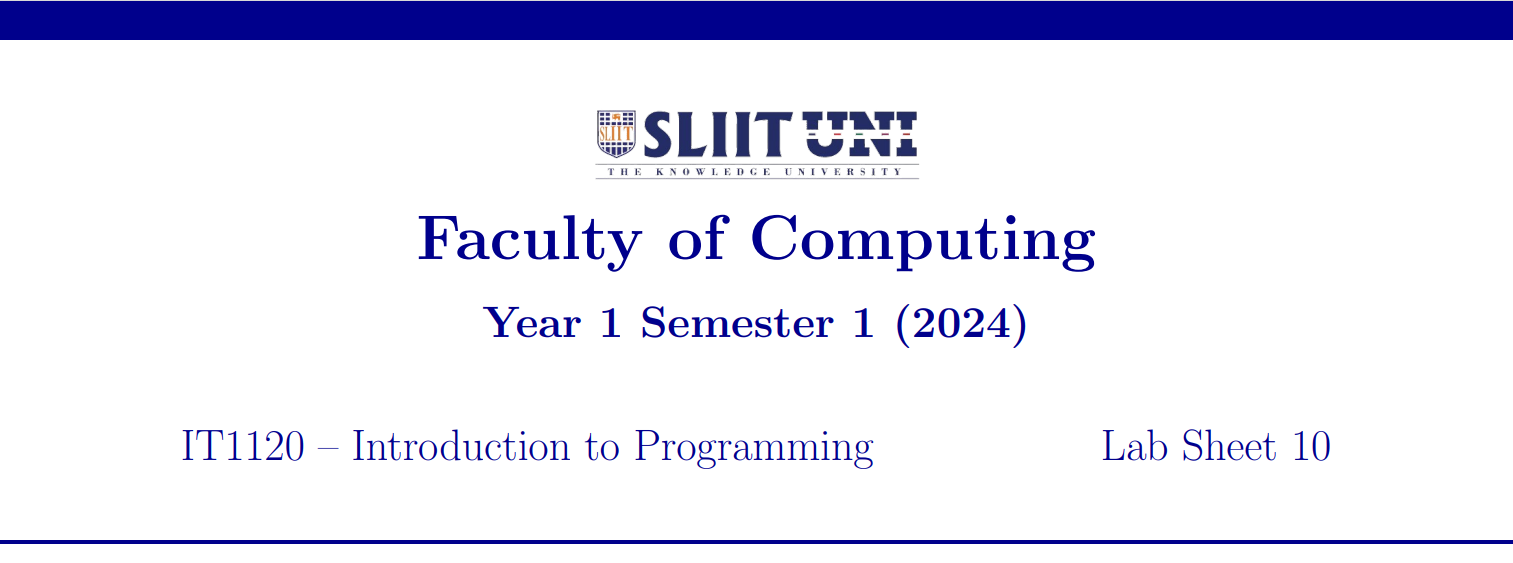 SLIIT SLIIT UNI
THE KNOWLEDGE UNIVERSITY
Faculty of Computing
Year 1 Semester 1 (2024)
IT1120 – Introduction to Programming Lab Sheet 10